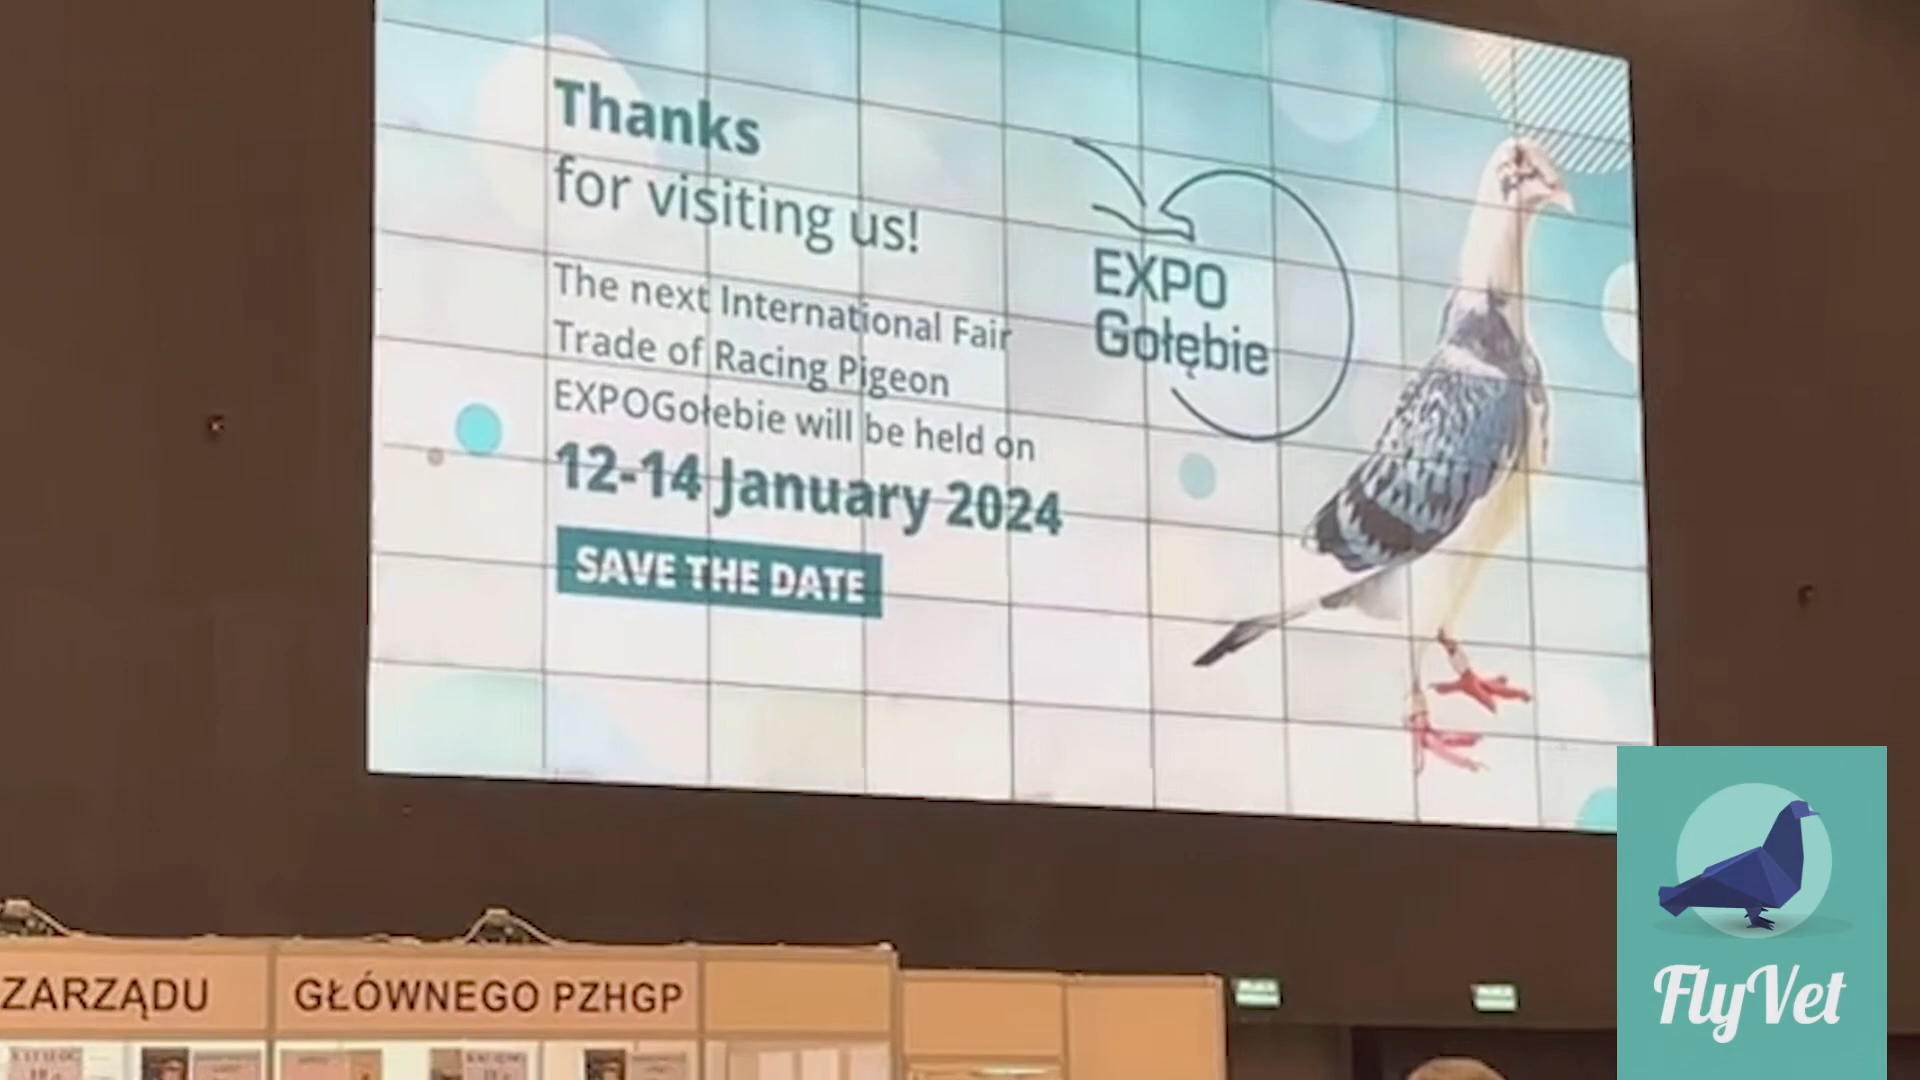 Thanks
for visiting us!
The next International Fair
Trade of Racing Pigeon
EXPOGołebie will be held on
12-14 January 2024
SAVE THE DATE
EXPO
Gołębie
ZARZĄDU
GŁÓWNEGO PZHGP
FlyVet